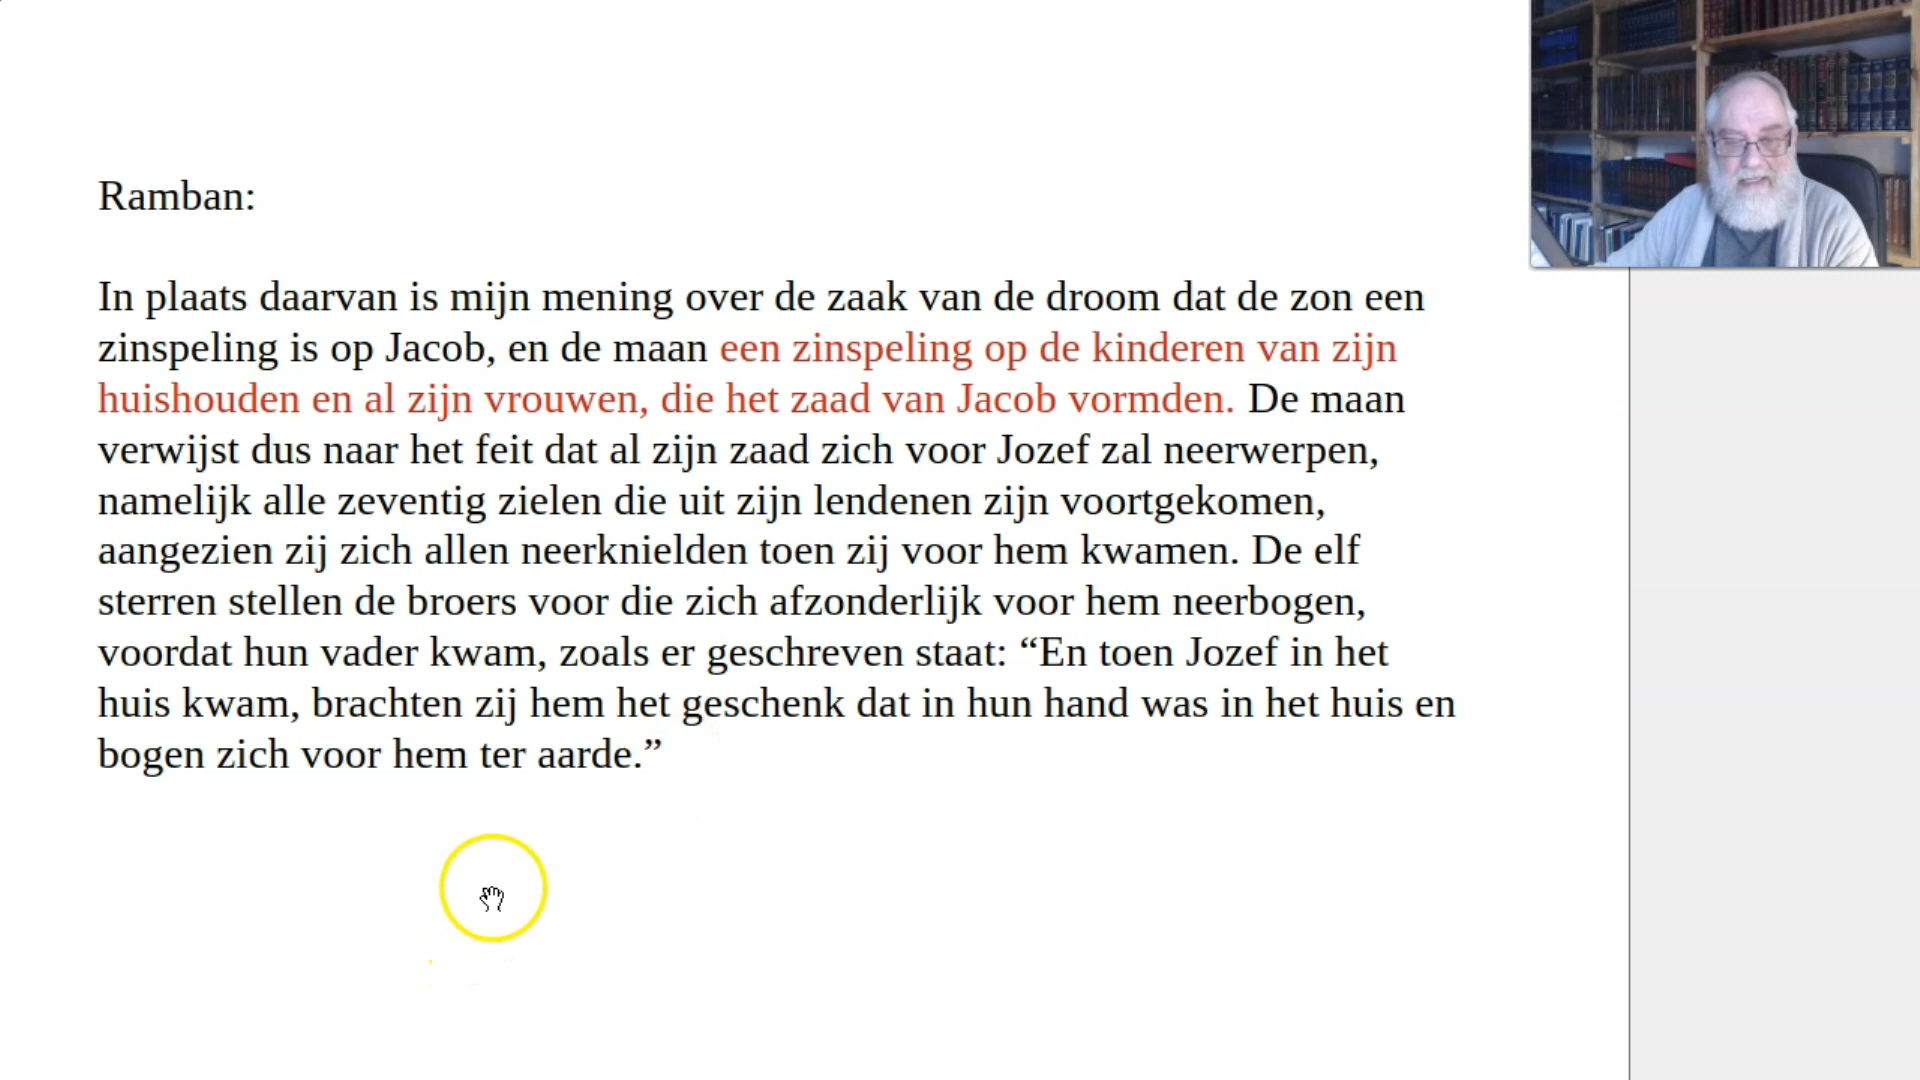 Ramban:
In plaats daarvan is mijn mening over de zaak van de droom dat de zon een
zinspeling is op Jacob, en de maan een zinspeling op de kinderen van zijn
huishouden en al zijn vrouwen, die het zaad van Jacob vormden. De maan
verwijst dus naar het feit dat al zijn zaad zich voor Jozef zal neerwerpen,
namelijk alle zeventig zielen die uit zijn lendenen zijn voortgekomen,
aangezien zij zich allen neerknielden toen zij voor hem kwamen. De elf
sterren stellen de broers voor die zich afzonderlijk voor hem neerbogen,
voordat hun vader kwam, zoals er geschreven staat: “En toen Jozef in het
huis kwam, brachten zij hem het geschenk dat in hun hand was in het huis en
bogen zich voor hem ter aarde.”